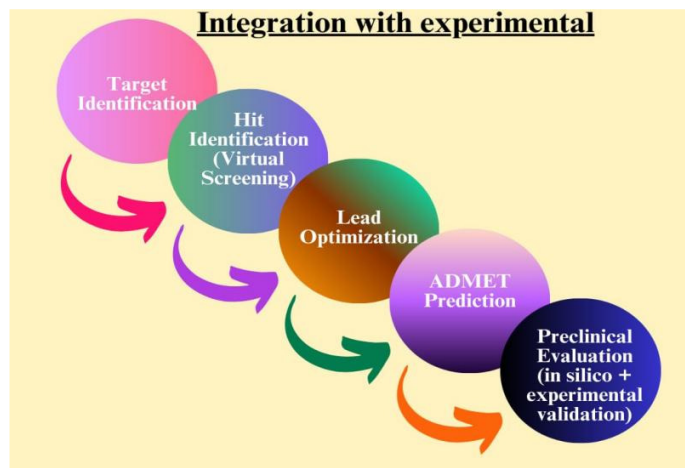 Integration with experimental
Target
Identification
Hit
Identification
(Virtual
Screening)
Lead
Optimization
ADMET
Prediction
Preclinical
Evaluation
(in silico +
experimental
validation)